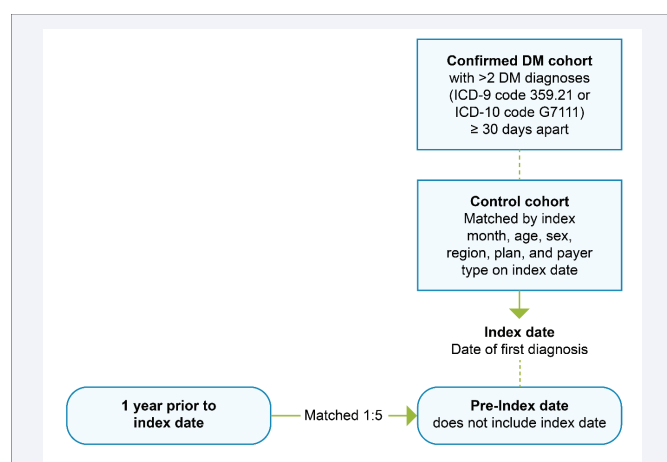 Confirmed DM cohort
with >2 DM diagnoses
(ICD-9 code 359.21 or
ICD-10 code G7111)
≥ 30 days apart
Control cohort
Matched by index
month, age, sex,
region, plan, and payer
type on index date
Index date
Date of first diagnosis
1 year prior to
index date
Matched 1:5
Pre-Index date
does not include index date